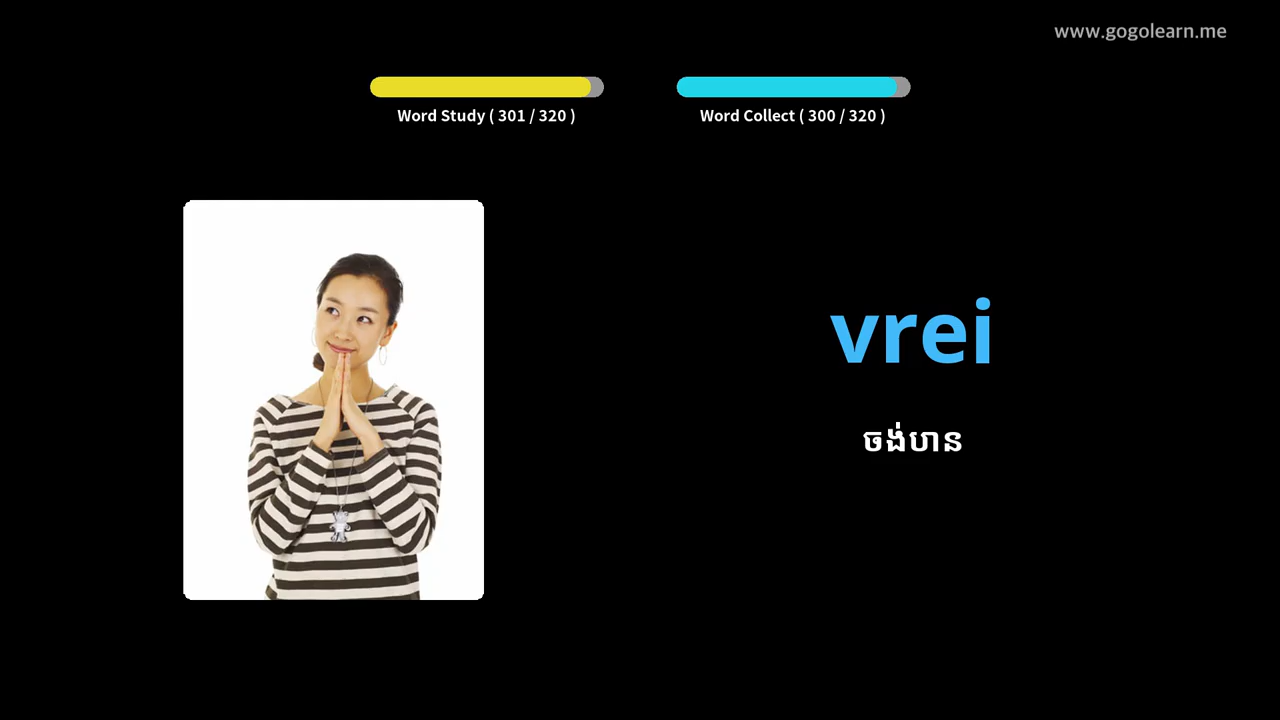 www.gogolearn.me
Word Study ( 301 / 320 )
Word Collect ( 300 / 320 )
vrei
ចង់បាន